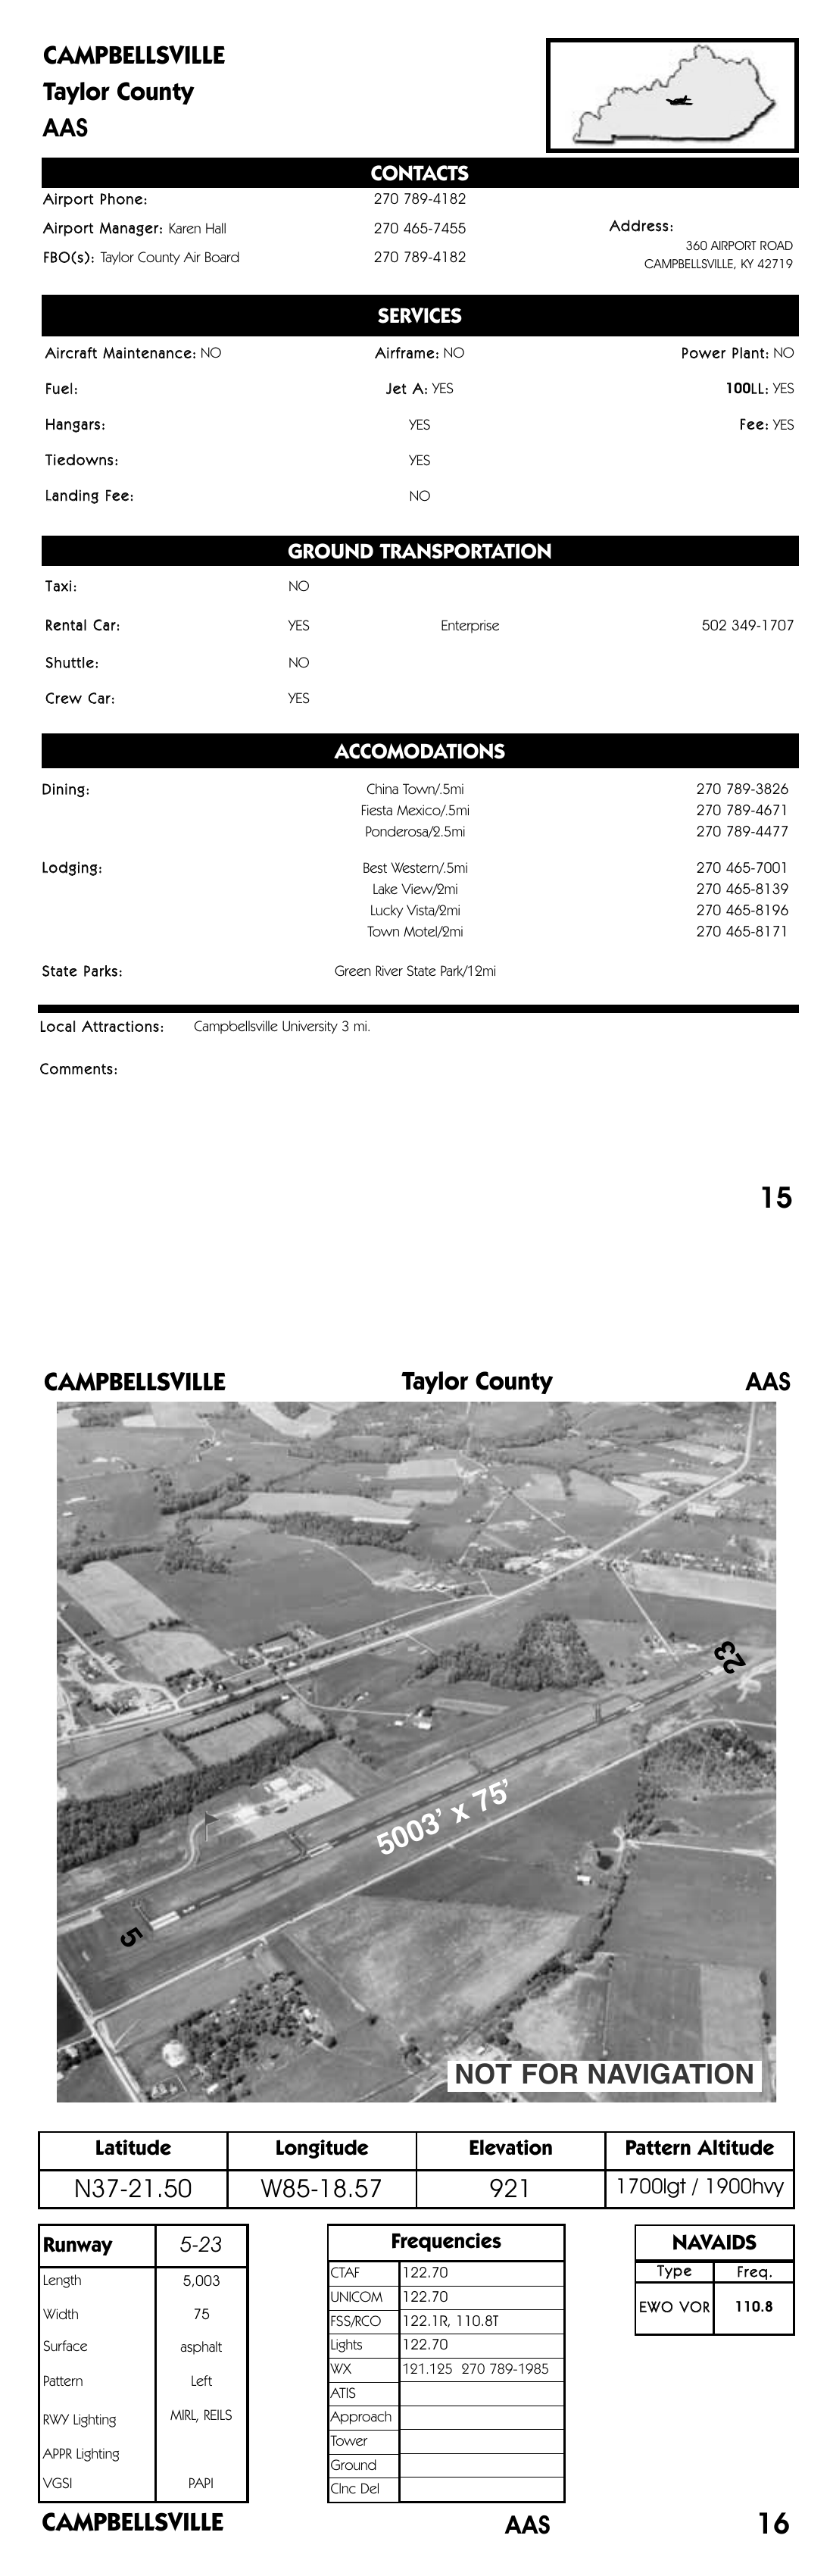 CAMPBELLSVILLE
Taylor County
AAS
CONTACTS
Airport Phone: 270 789-4182
Airport Manager: Karen Hall 270 465-7455 Address:
360 AIRPORT ROAD
FBO(s): Taylor County Air Board 270 789-4182
CAMPBELLSVILLE, KY 42719
SERVICES
Aircraft Maintenance: NO Airframe: NO Power Plant: NO
Fuel: Jet A: YES 100LL: YES
Hangars: YES Fee: YES
Tiedowns: YES
Landing Fee: NO
GROUND TRANSPORTATION
Taxi: NO
Rental Car: YES Enterprise 502 349-1707
Shuttle: NO
Crew Car: YES
ACCOMODATIONS
Dining: China Town/.5mi 270 789-3826
Fiesta Mexico/.5mi 270 789-4671
Ponderosa/2.5mi 270 789-4477
Lodging: Best Western/.5mi 270 465-7001
Lake View/2mi 270 465-8139
Lucky Vista/2mi 270 465-8196
Town Motel/2mi 270 465-8171
State Parks: Green River State Park/12mi
Local Attractions: Campbellsville University 3 mi.
Comments:
15
CAMPBELLSVILLE Taylor County AAS
23
5003' x 75'
5
NOT FOR NAVIGATION
Latitude Longitude Elevation Pattern Altitude
N37-21.50 W85-18.57 921 1700lgt / 1900hvy
Runway 5-23
Length 5,003
Width 75
Surface asphalt
Pattern Left
RWY Lighting MIRL, REILS
APPR Lighting
VGSI PAPI
Frequencies
CTAF 122.70
UNICOM 122.70
FSS/RCO 122.1R, 110.8T
Lights 122.70
WX 121.125 270 789-1985
ATIS
Approach
Tower
Ground
Clnc Del
NAVAIDS
Type Freq.
EWO VOR 110.8
CAMPBELLSVILLE AAS 16